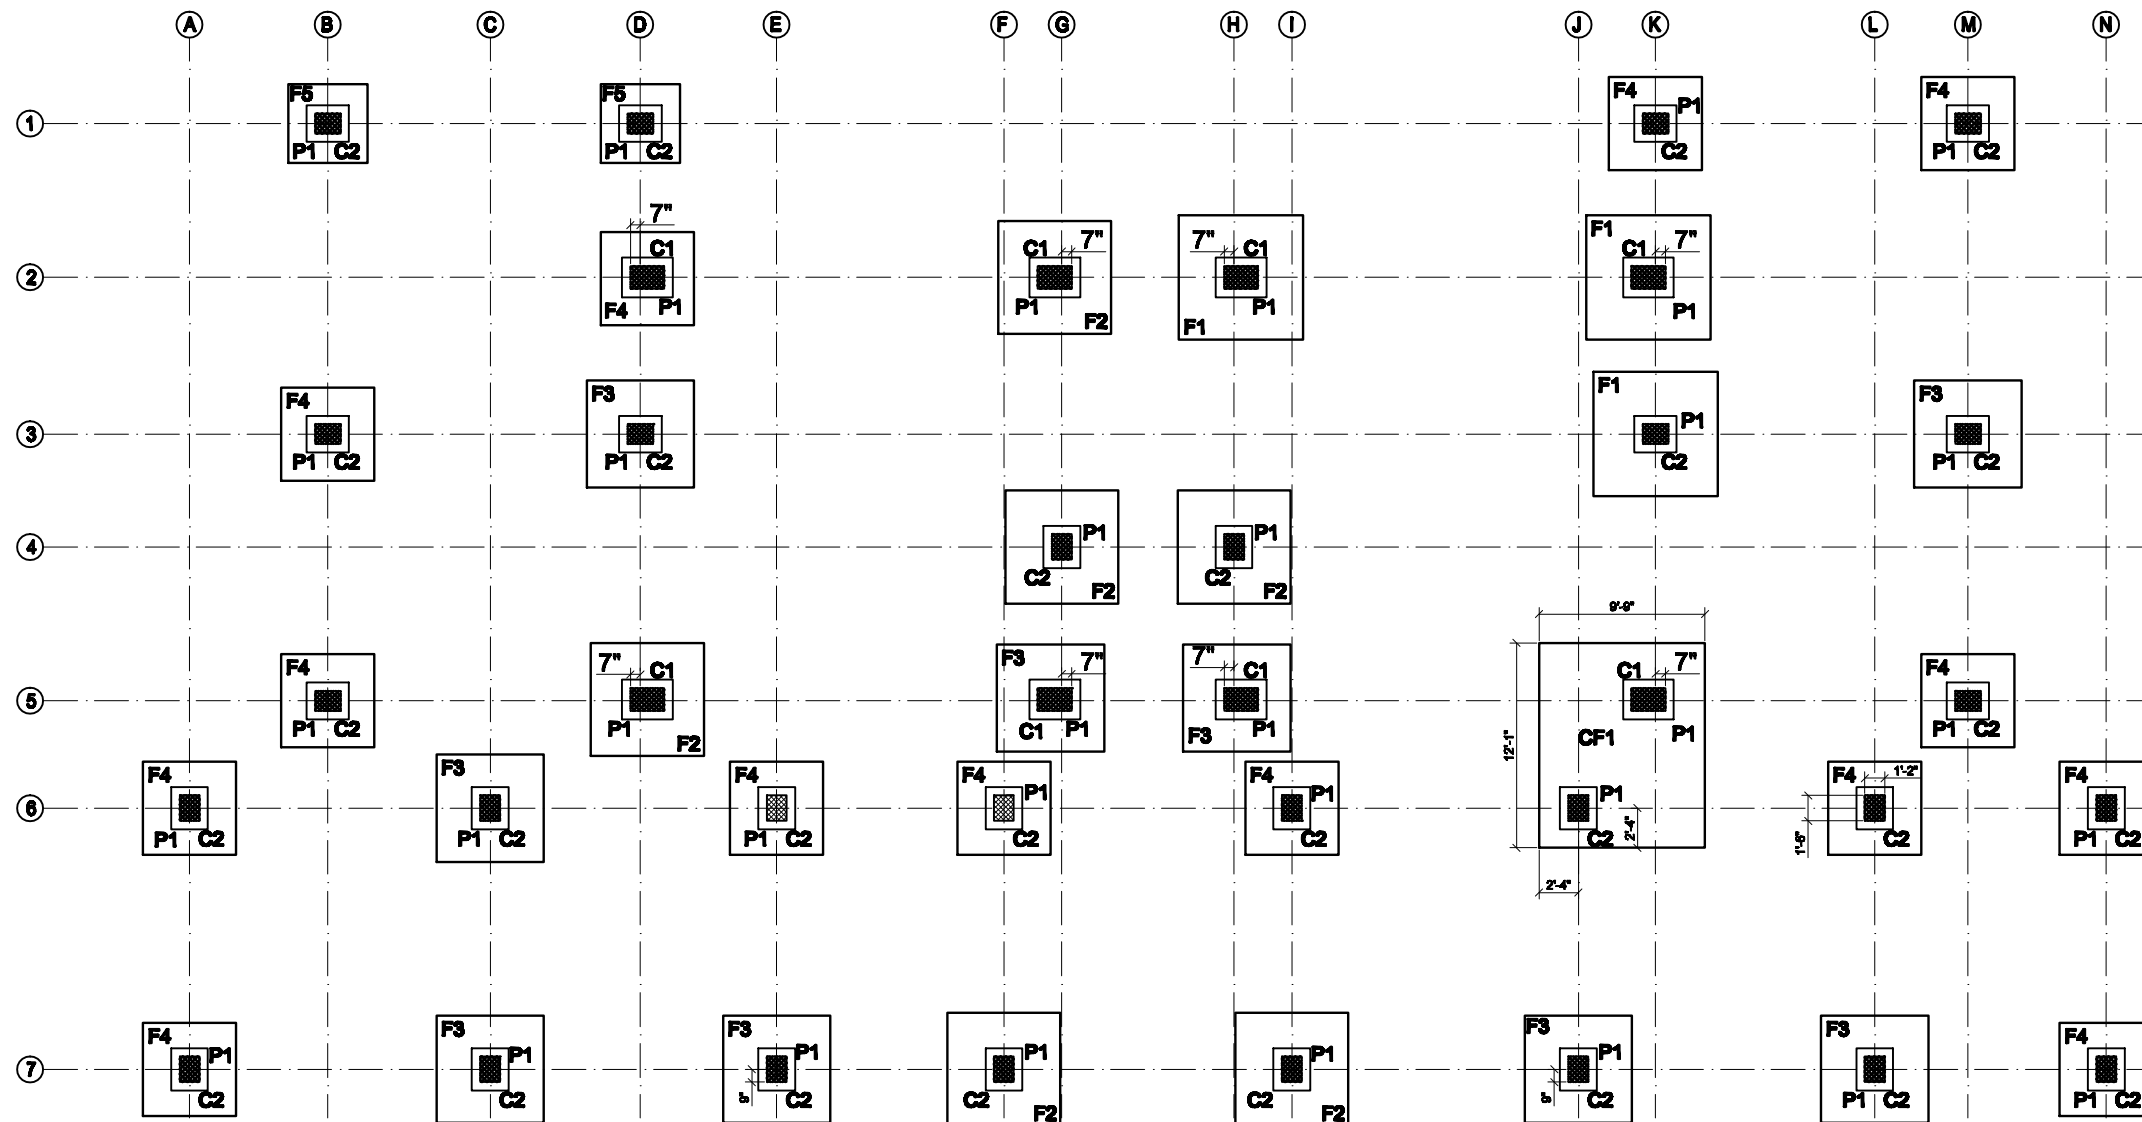 A B C D E F G H I J K L M N
1
F5 F5 F4 F4
P1
P1 C2 P1 C2 C2 P1 C2
7"
2
F1
C1 C1 7" 7" C1 C1 7"
F4 P1 P1 P1 P1
F2 F1
3
F4 F3 F1 F3
P1
P1 C2 P1 C2 C2 P1 C2
4
P1 P1
C2 C2
F2 F2
9'-9"
5
F4 7" C1 F3 7" 7" C1 C1 7" F4
P1 C2 P1 C1 P1 P1 P1 P1 C2
F2 F3 CF1
12'-1"
6
F4 F3 F4 F4 F4 F4 1'-2" F4
P1 P1 P1
P1 C2 P1 C2 P1 C2 C2 C2 C2 C2 P1 C2
2'-4" 1'-6"
2'-4"
7
F4 F3 F3 F3 F3 F4
P1 P1 P1 P1 P1 P1
C2 C2 9" C2 C2 C2 9" C2 P1 C2 P1 C2
F2 F2